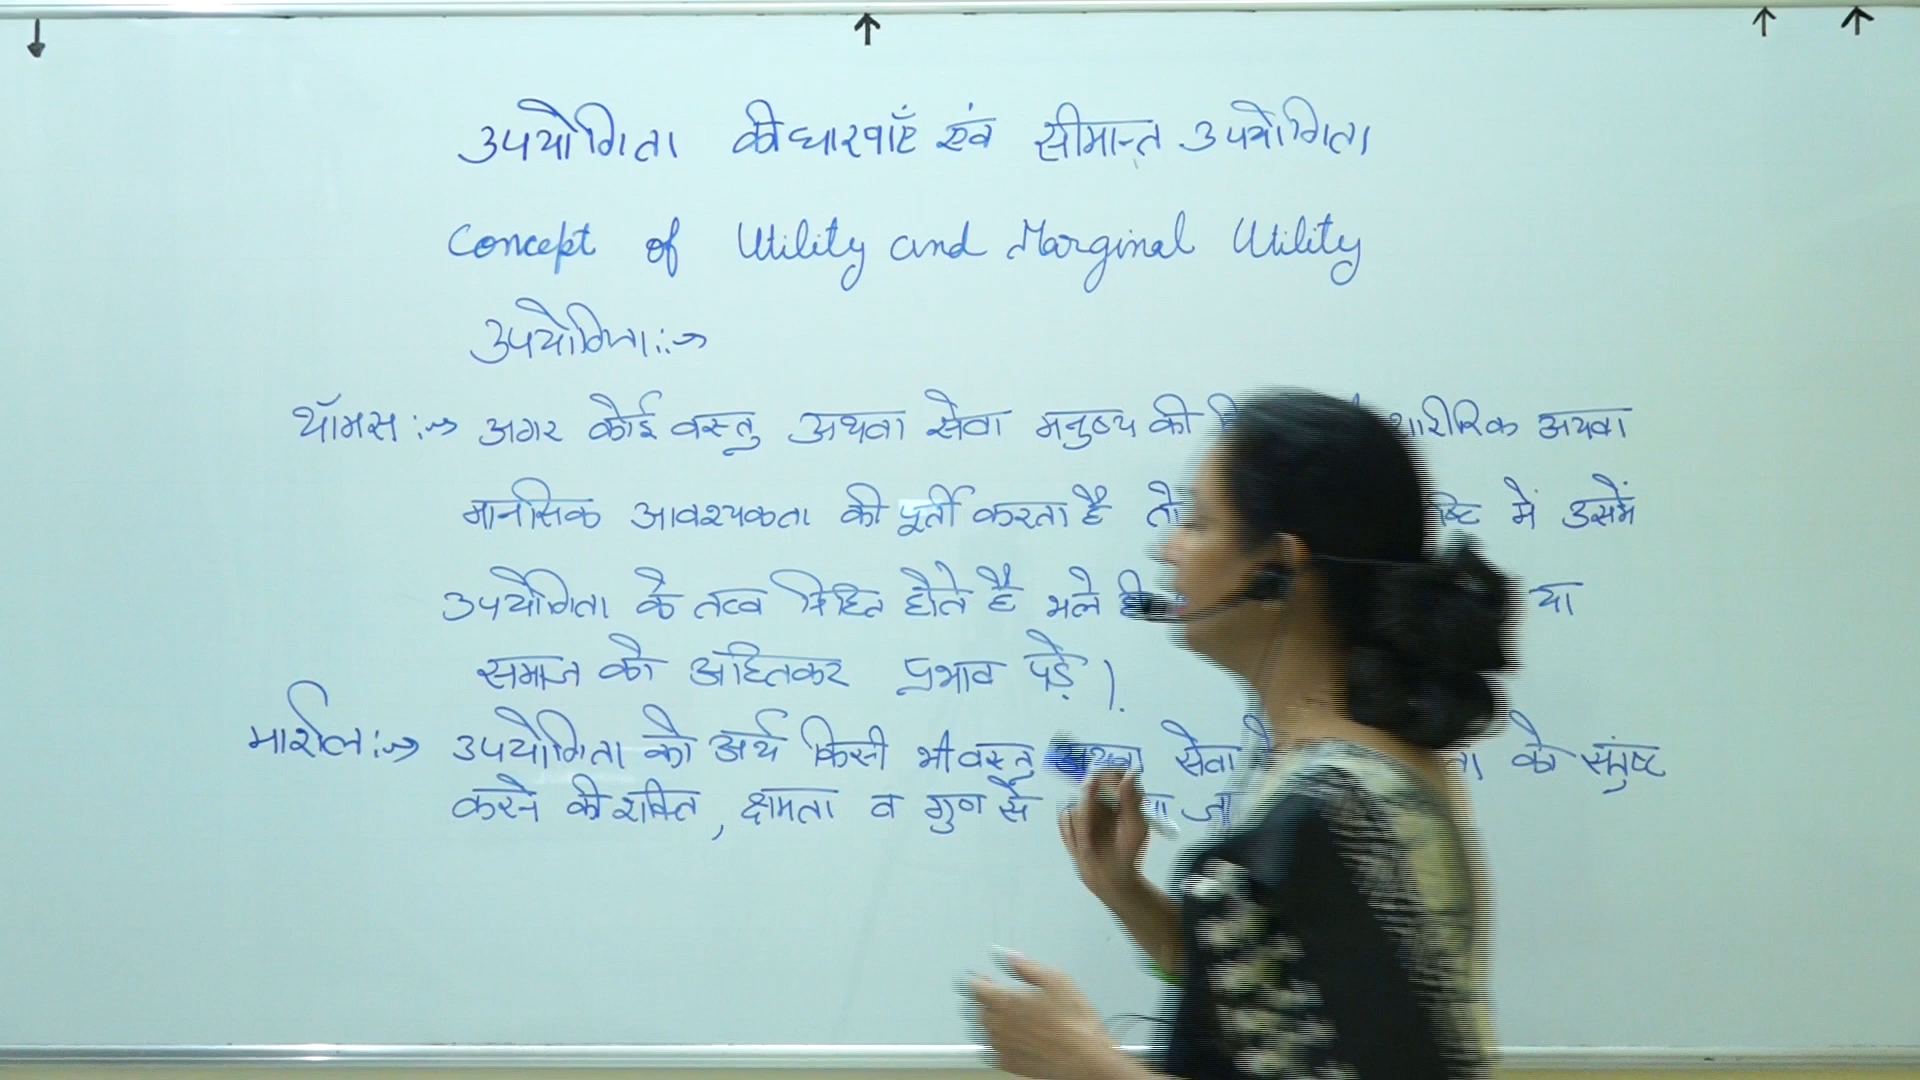 उपयोगिता की धारणाएँ एंव सीमान्त उपयोगिता
Concept of Utility and Marginal Utility
उपयोगिता:→
थॉमस:→ अगर कोई वस्तु अथवा सेवा मनुष्य की शारीरिक अथवा
मानसिक आवश्यकता की पूर्ती करता है तो में उसमें
उपयोगिता के तत्व निहित होते है भले ही या
समाज को अहितकर प्रभाव पड़े।
मार्शल:→ उपयोगिता को अर्थ किसी भी वस्तु अथवा सेवा को संतुष्ट
करने की शक्ति, क्षमता व गुण से